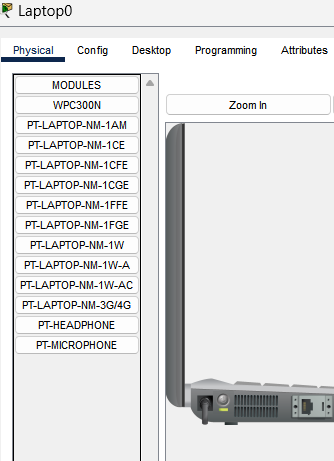 Laptop0
Physical Config Desktop Programming Attributes
MODULES
WPC300N
PT-LAPTOP-NM-1AM
PT-LAPTOP-NM-1CE
PT-LAPTOP-NM-1CFE
PT-LAPTOP-NM-1CGE
PT-LAPTOP-NM-1FFE
PT-LAPTOP-NM-1FGE
PT-LAPTOP-NM-1W
PT-LAPTOP-NM-1W-A
PT-LAPTOP-NM-1W-AC
PT-LAPTOP-NM-3G/4G
PT-HEADPHONE
PT-MICROPHONE
Zoom In